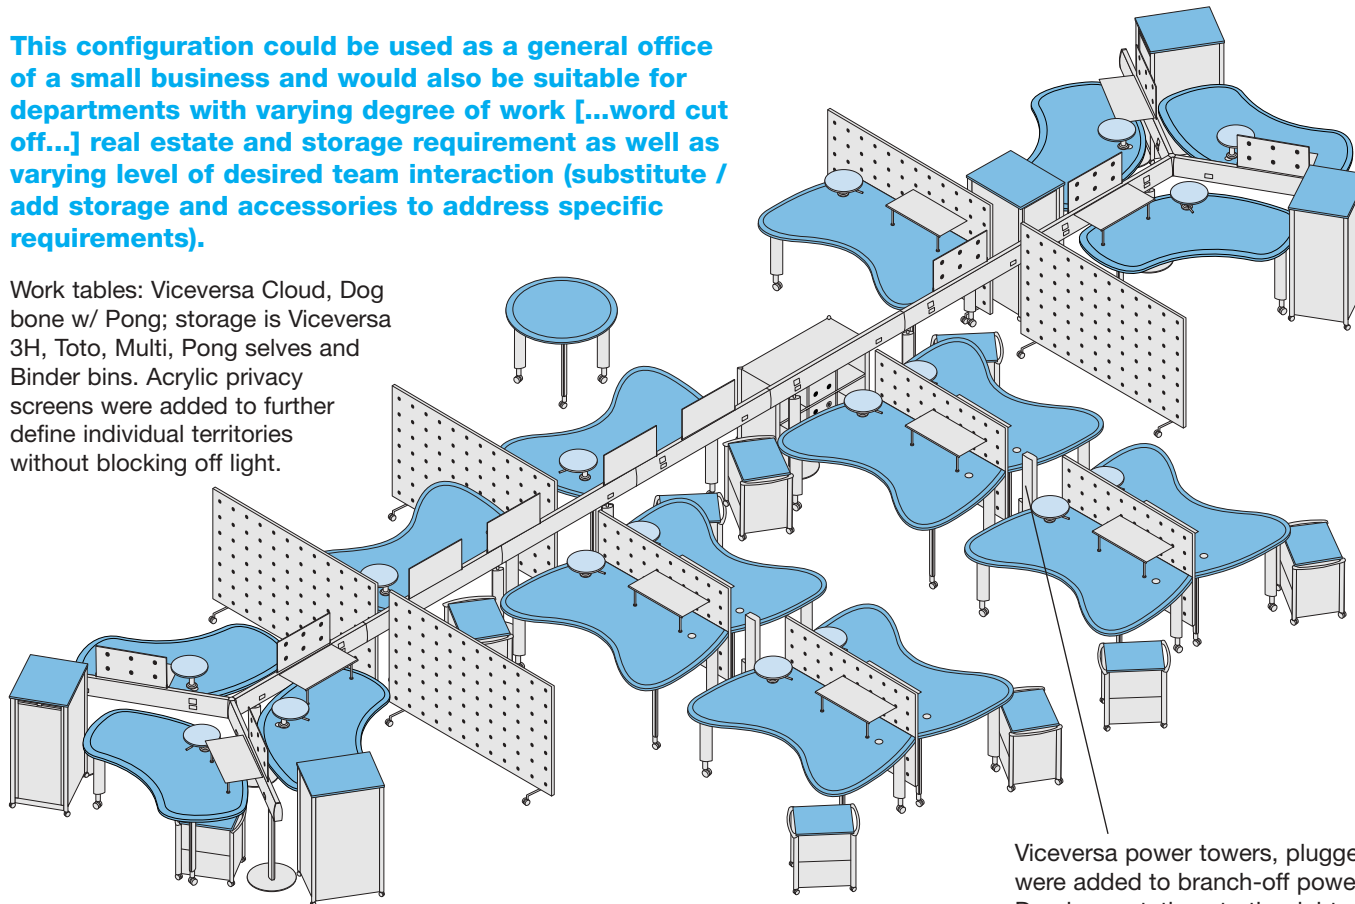 This configuration could be used as a general office
of a small business and would also be suitable for
departments with varying degree of work [...word cut
off...] real estate and storage requirement as well as
varying level of desired team interaction (substitute /
add storage and accessories to address specific
requirements).
Work tables: Viceversa Cloud, Dog
bone w/ Pong; storage is Viceversa
3H, Toto, Multi, Pong selves and
Binder bins. Acrylic privacy
screens were added to further
define individual territories
without blocking off light.
Viceversa power towers, plugge
were added to branch-off powe